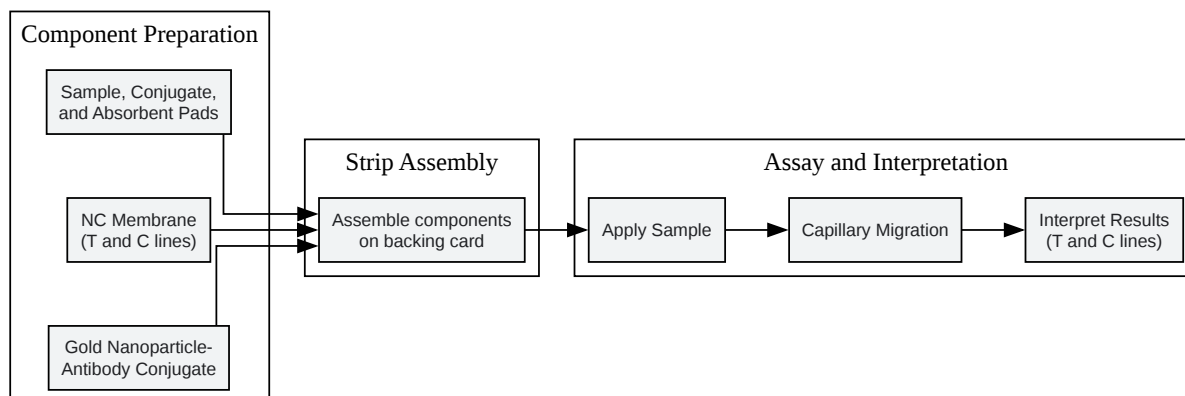 Component Preparation
Sample, Conjugate,
and Absorbent Pads
NC Membrane
(T and C lines)
Gold Nanoparticle-
Antibody Conjugate
Strip Assembly
Assemble components
on backing card
Assay and Interpretation
Apply Sample
Capillary Migration
Interpret Results
(T and C lines)